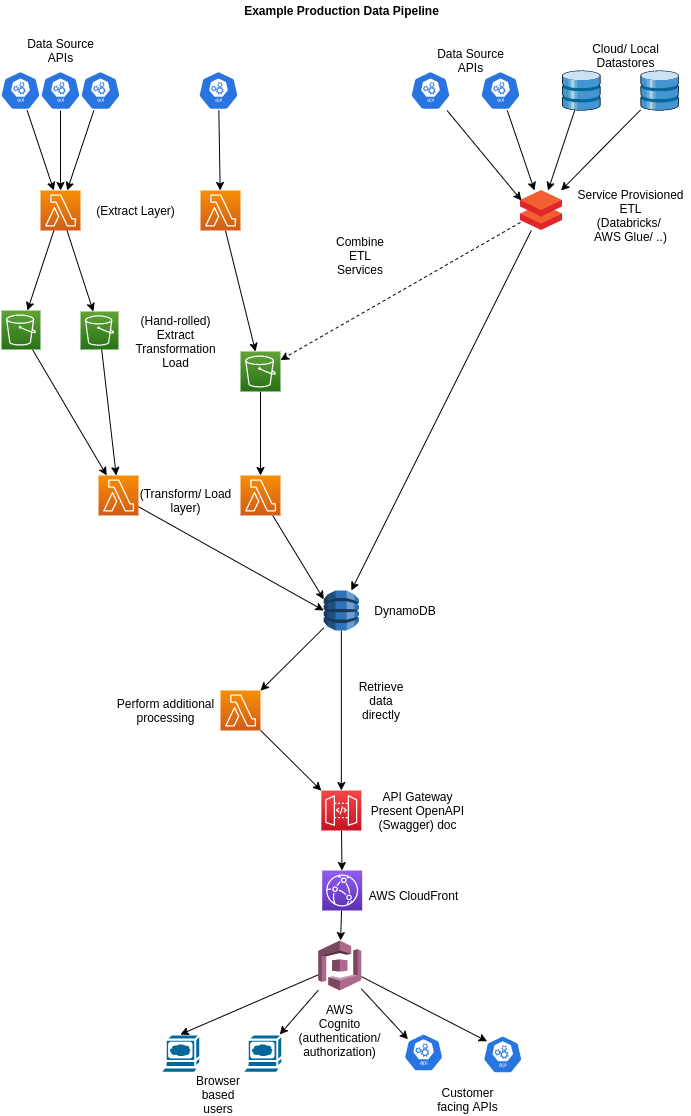 Example Production Data Pipeline
Data Source
APIs
Data Source
APIs
Cloud/ Local
Datastores
api
api
api
api
api
api
(Extract Layer)
Service Provisioned
ETL
(Databricks/
AWS Glue/ ..)
Combine
ETL
Services
(Hand-rolled)
Extract
Transformation
Load
(Transform/ Load
layer)
DynamoDB
Retrieve
data
directly
Perform additional
processing
API Gateway
Present OpenAPI
(Swagger) doc
AWS CloudFront
AWS
Cognito
(authentication/
authorization)
api
api
Browser
based
users
Customer
facing APIs